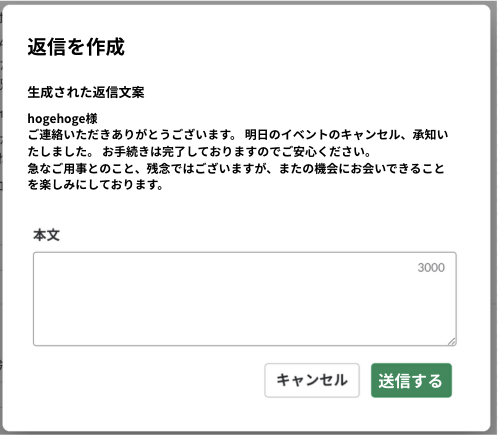 返信を作成
生成された返信文案
hogehoge様
ご連絡いただきありがとうございます。 明日のイベントのキャンセル、承知い
たしました。 お手続きは完了しておりますのでご安心ください。
急なご用事とのこと、残念ではございますが、またの機会にお会いできること
を楽しみにしております。
本文
3000
キャンセル
送信する